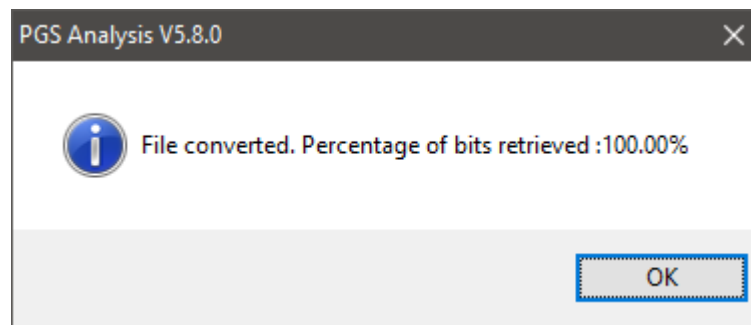 PGS Analysis V5.8.0
File converted. Percentage of bits retrieved :100.00%
OK